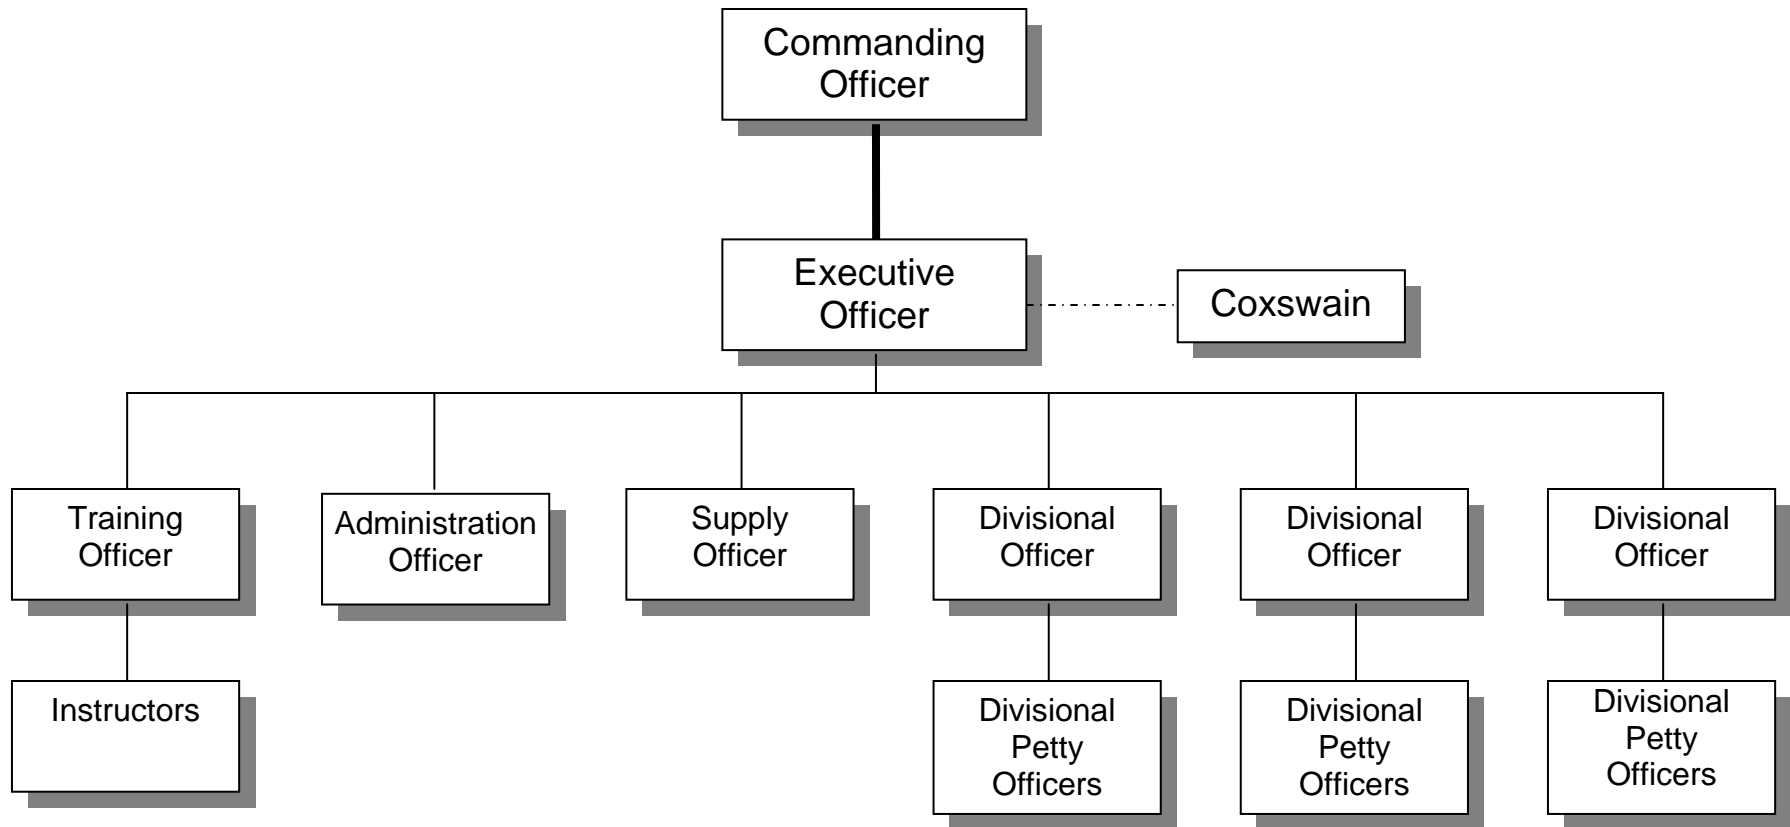 Commanding
Officer
Executive
Officer
Coxswain
Training
Officer
Administration
Officer
Supply
Officer
Divisional
Officer
Divisional
Officer
Divisional
Officer
Instructors
Divisional
Petty
Officers
Divisional
Petty
Officers
Divisional
Petty
Officers